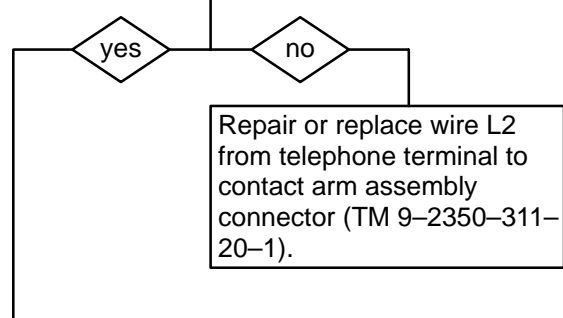 yes
no
Repair or replace wire L2
from telephone terminal to
contact arm assembly
connector (TM 9–2350–311–
20–1).